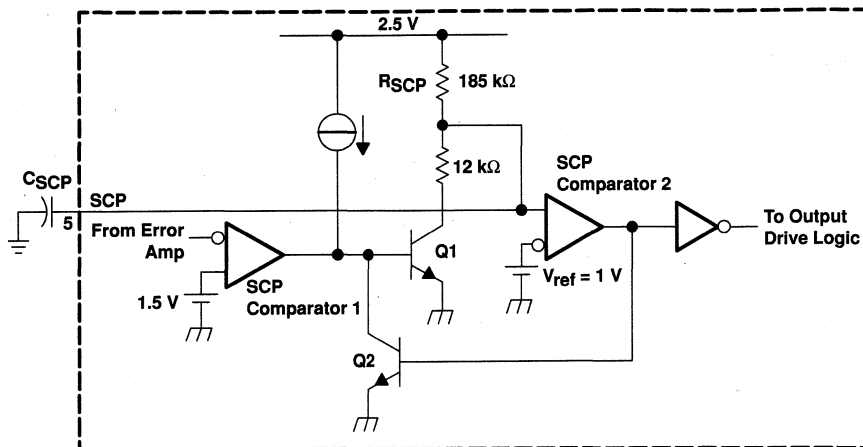 2.5 V
RSCP
185 kΩ
12 kΩ
CSCP
5
SCP
From Error
Amp
1.5 V
SCP
Comparator 1
Q1
Q2
SCP
Comparator 2
Vref = 1 V
To Output
Drive Logic